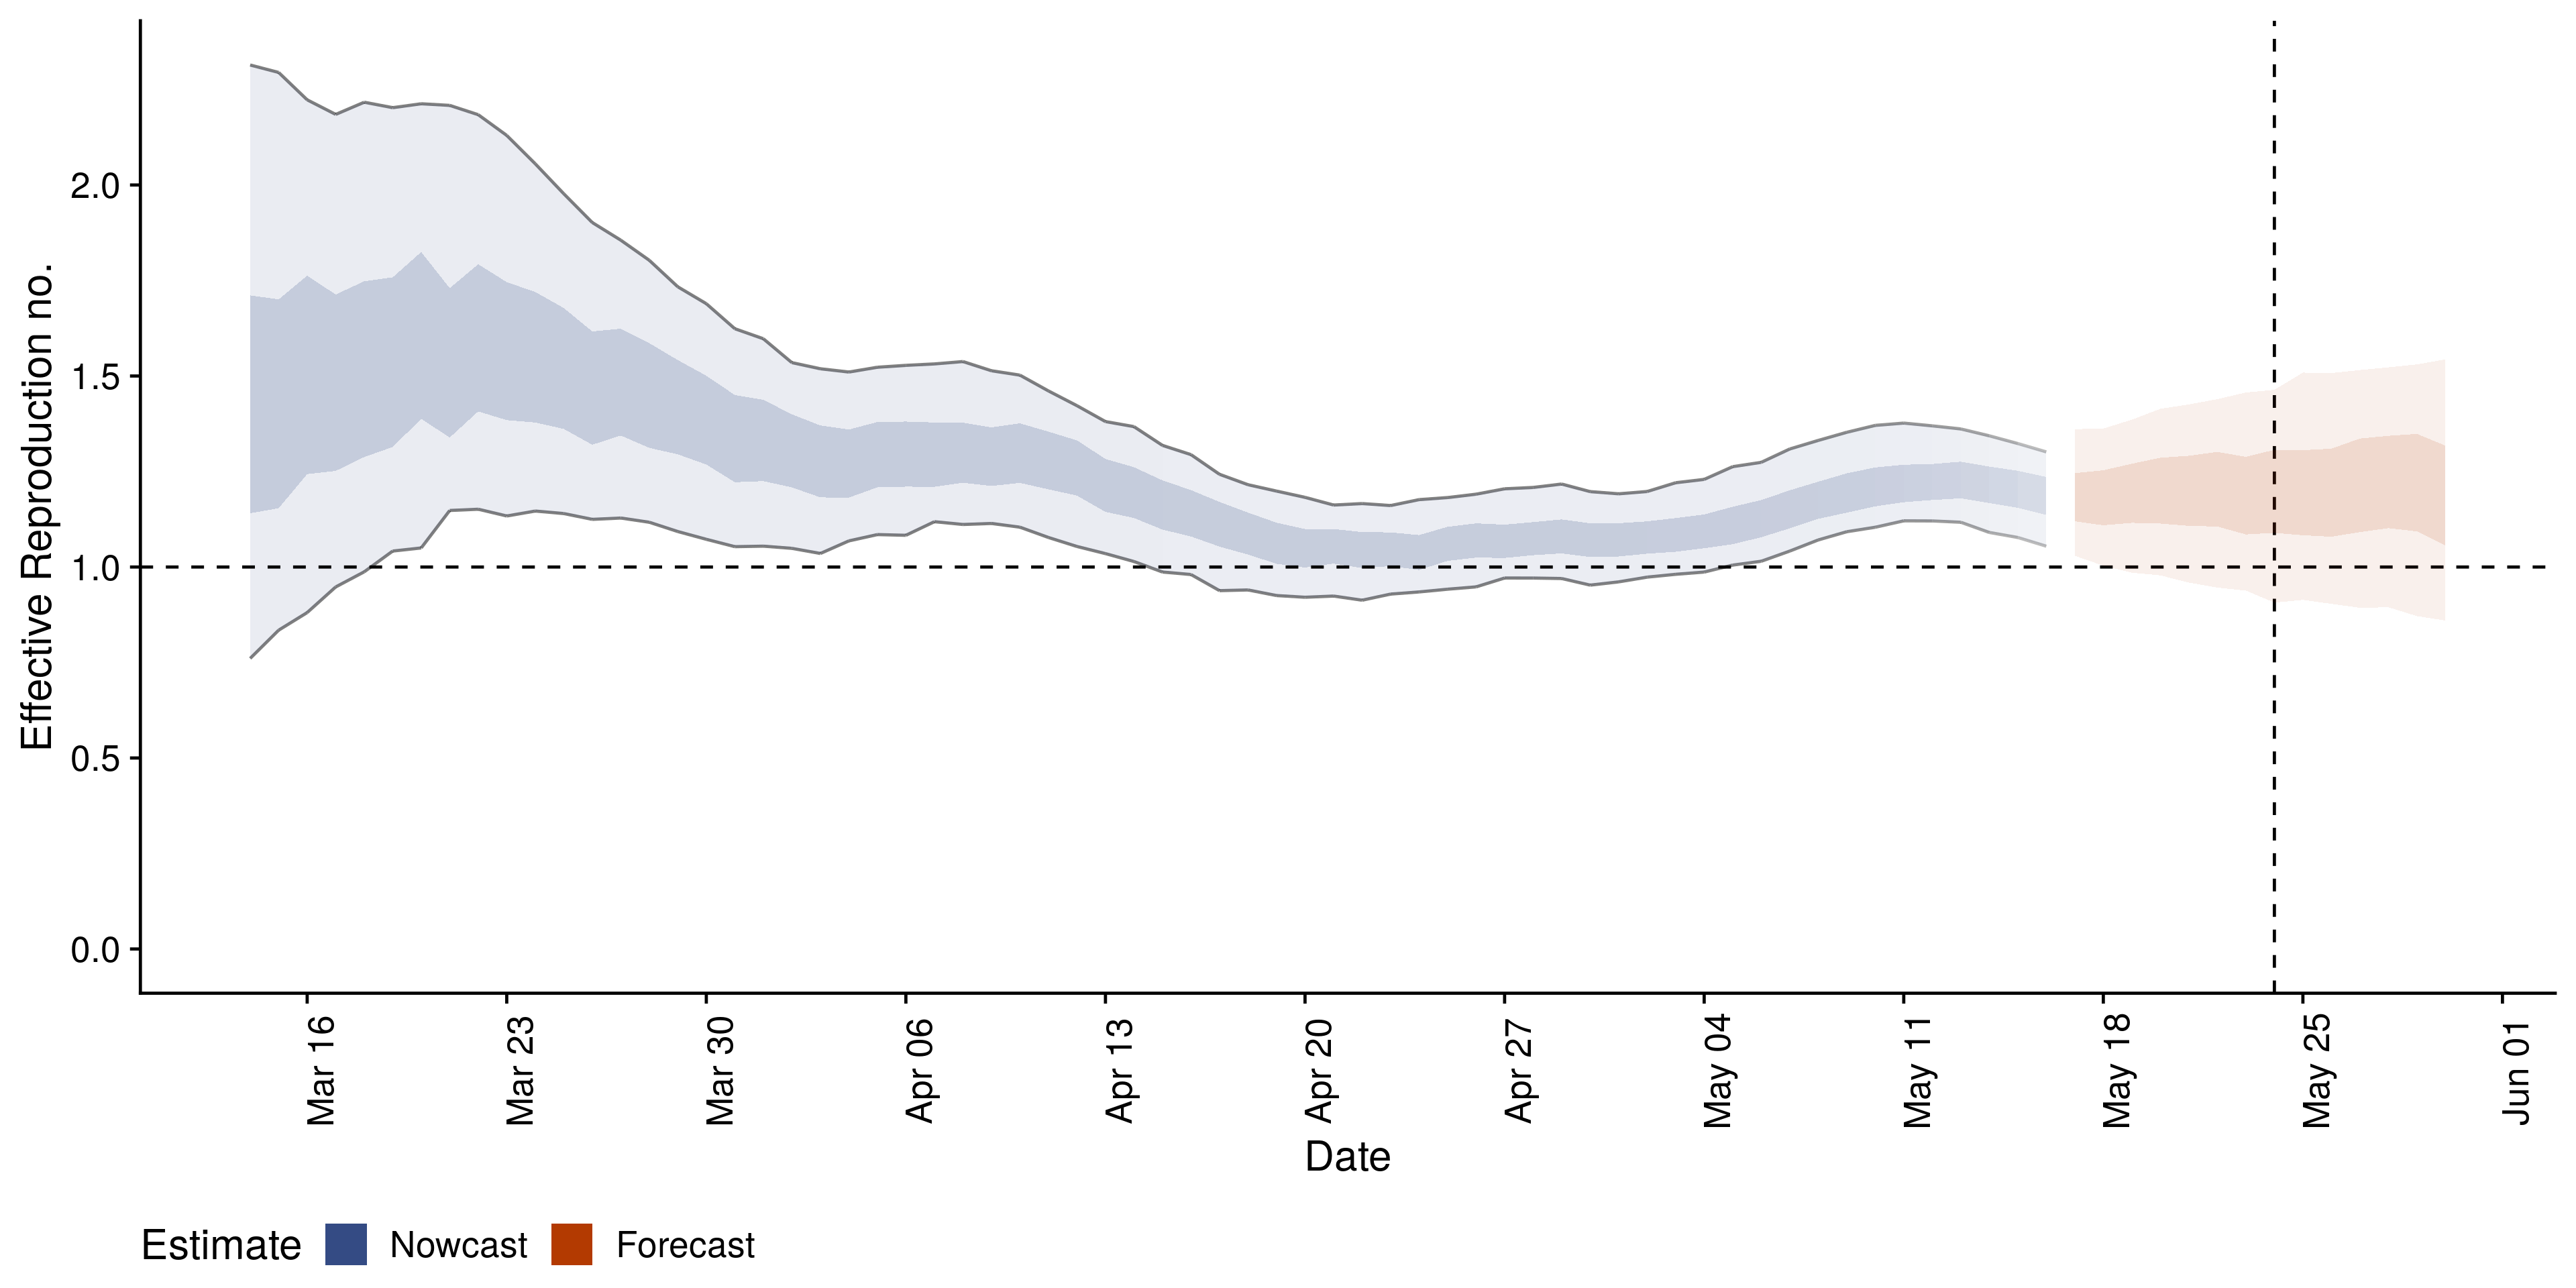 Effective Reproduction no.
2.0
1.5
1.0
0.5
0.0
Mar 16
Mar 23
Mar 30
Apr 06
Apr 13
Apr 20
Apr 27
May 04
May 11
May 18
May 25
Jun 01
Date
Estimate Nowcast Forecast